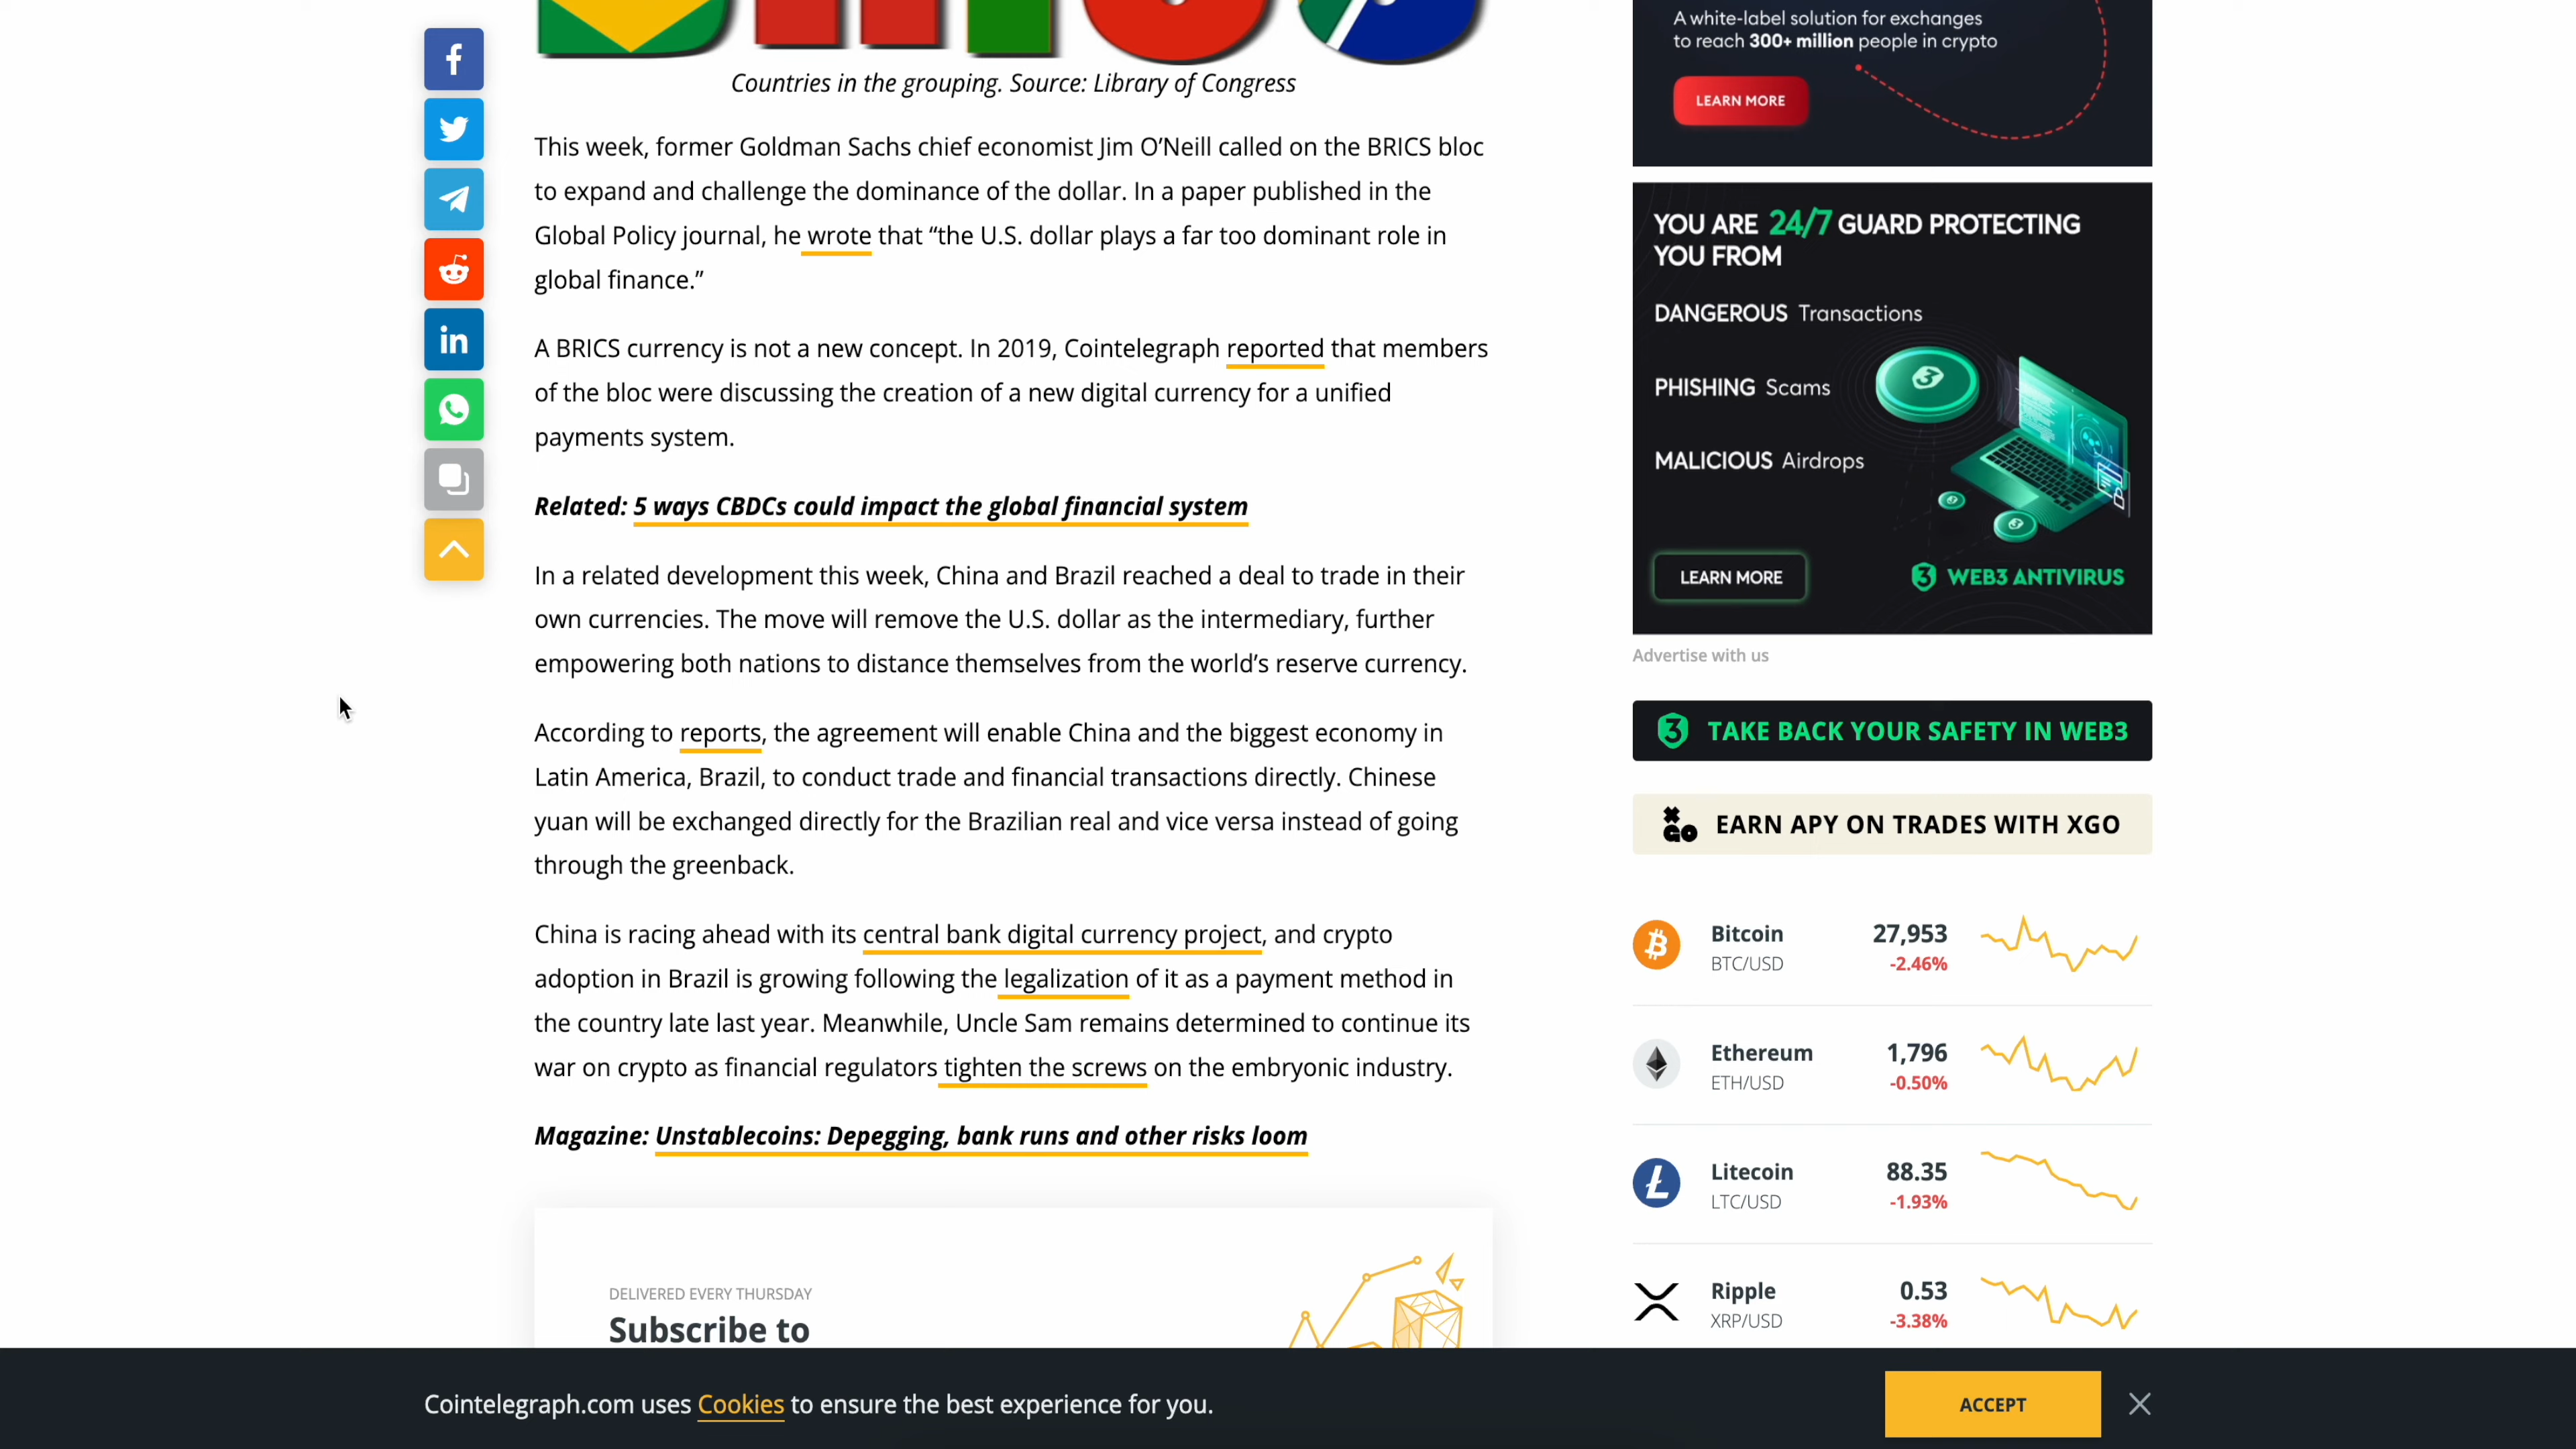 Countries in the grouping. Source: Library of Congress
This week, former Goldman Sachs chief economist Jim O’Neill called on the BRICS bloc
to expand and challenge the dominance of the dollar. In a paper published in the
Global Policy journal, he wrote that “the U.S. dollar plays a far too dominant role in
global finance.”
A BRICS currency is not a new concept. In 2019, Cointelegraph reported that members
of the bloc were discussing the creation of a new digital currency for a unified
payments system.
Related: 5 ways CBDCs could impact the global financial system
In a related development this week, China and Brazil reached a deal to trade in their
own currencies. The move will remove the U.S. dollar as the intermediary, further
empowering both nations to distance themselves from the world’s reserve currency.
According to reports, the agreement will enable China and the biggest economy in
Latin America, Brazil, to conduct trade and financial transactions directly. Chinese
yuan will be exchanged directly for the Brazilian real and vice versa instead of going
through the greenback.
China is racing ahead with its central bank digital currency project, and crypto
adoption in Brazil is growing following the legalization of it as a payment method in
the country late last year. Meanwhile, Uncle Sam remains determined to continue its
war on crypto as financial regulators tighten the screws on the embryonic industry.
Magazine: Unstablecoins: Depegging, bank runs and other risks loom
DELIVERED EVERY THURSDAY
Subscribe to
A white-label solution for exchanges
to reach 300+ million people in crypto
LEARN MORE
YOU ARE 24/7 GUARD PROTECTING
YOU FROM
DANGEROUS Transactions
PHISHING Scams
MALICIOUS Airdrops
LEARN MORE
WEB3 ANTIVIRUS
Advertise with us
TAKE BACK YOUR SAFETY IN WEB3
EARN APY ON TRADES WITH XGO
Bitcoin 27,953
BTC/USD -2.46%
Ethereum 1,796
ETH/USD -0.50%
Litecoin 88.35
LTC/USD -1.93%
Ripple 0.53
XRP/USD -3.38%
Cointelegraph.com uses Cookies to ensure the best experience for you.
ACCEPT